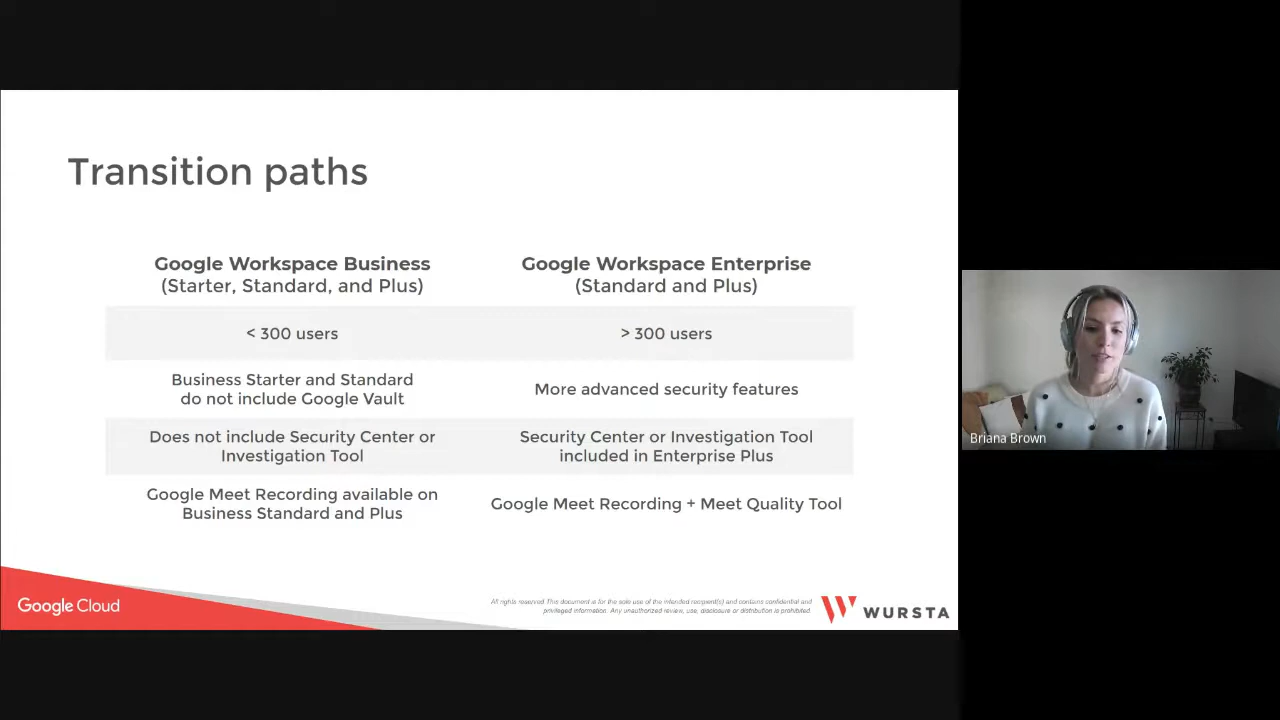 Transition paths
Google Workspace Business
(Starter, Standard, and Plus)
Google Workspace Enterprise
(Standard and Plus)
< 300 users
> 300 users
Business Starter and Standard
do not include Google Vault
More advanced security features
Does not include Security Center or
Investigation Tool
Security Center or Investigation Tool
included in Enterprise Plus
Google Meet Recording available on
Business Standard and Plus
Google Meet Recording + Meet Quality Tool
Google Cloud
All rights reserved This document is for the sole use of the intended recipient(s) and contains confidential and
privileged information. Any unauthorized review, use, disclosure or distribution is prohibited.
WURSTA
Briana Brown